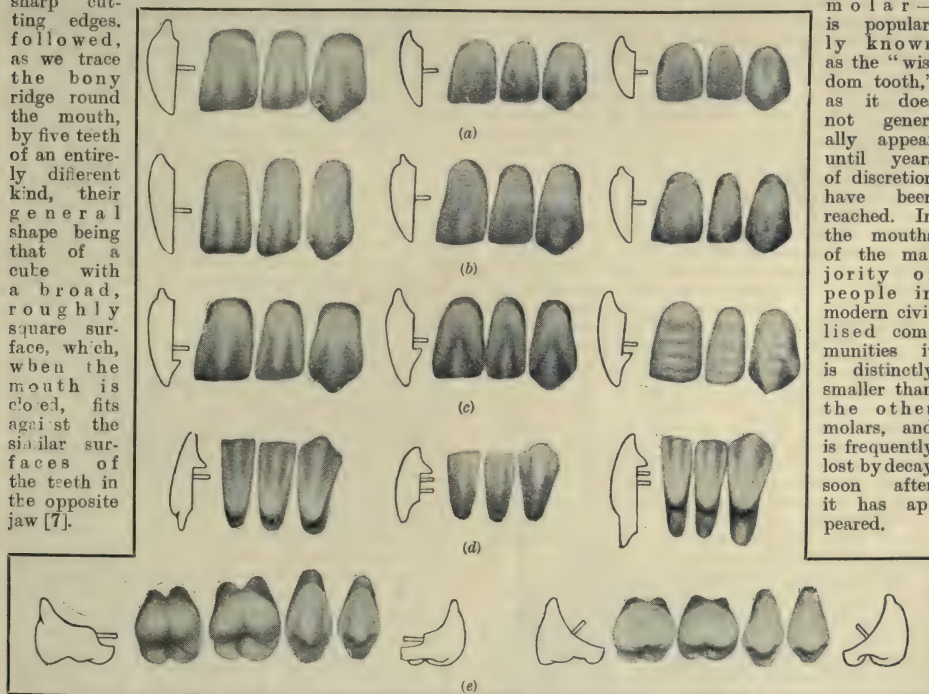 sharp cut-
ting edges.
followed,
as we trace
the bony
ridge round
the mouth,
by five teeth
of an entire-
ly different
kind, their
general
shape being
that of a
cube with
a broad,
roughly
square sur-
face, which,
when the
mouth is
closed, fits
against the
similar sur-
faces of
the teeth in
the opposite
jaw [7].
(a)
(b)
(c)
(d)
(e)
molar—
is popular
ly known
as the "wis
dom tooth,"
as it does
not gener
ally appear
until years
of discretion
have been
reached. In
the mouths
of the ma
jority of
people in
modern civi
lised com
munities it
is distinctly
smaller than
the other
molars, and
is frequently
lost by decay
soon after
it has ap
peared.